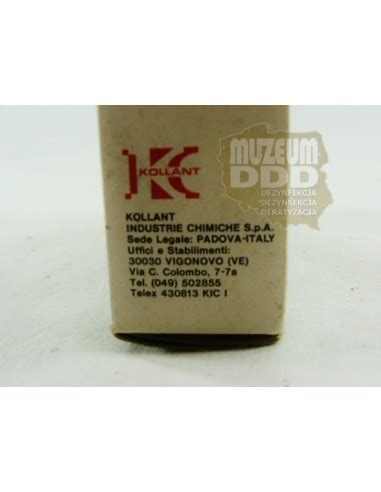 MUZEUM
DDD
DEZYNFEKCJA
DEZYNSEKCJA
DERATYZACJA
KC
KOLLANT
KOLLANT
INDUSTRIE CHIMICHE S.p.A.
Sede Legale: PADOVA-ITALY
Uffici e Stabilimenti:
30030 VIGONOVO (VE)
Via C. Colombo, 7-7a
Tel. (049) 502855
Telex 430813 KIC I